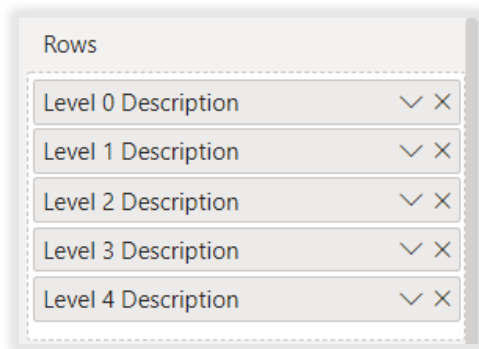 Rows
Level 0 Description
Level 1 Description
Level 2 Description
Level 3 Description
Level 4 Description